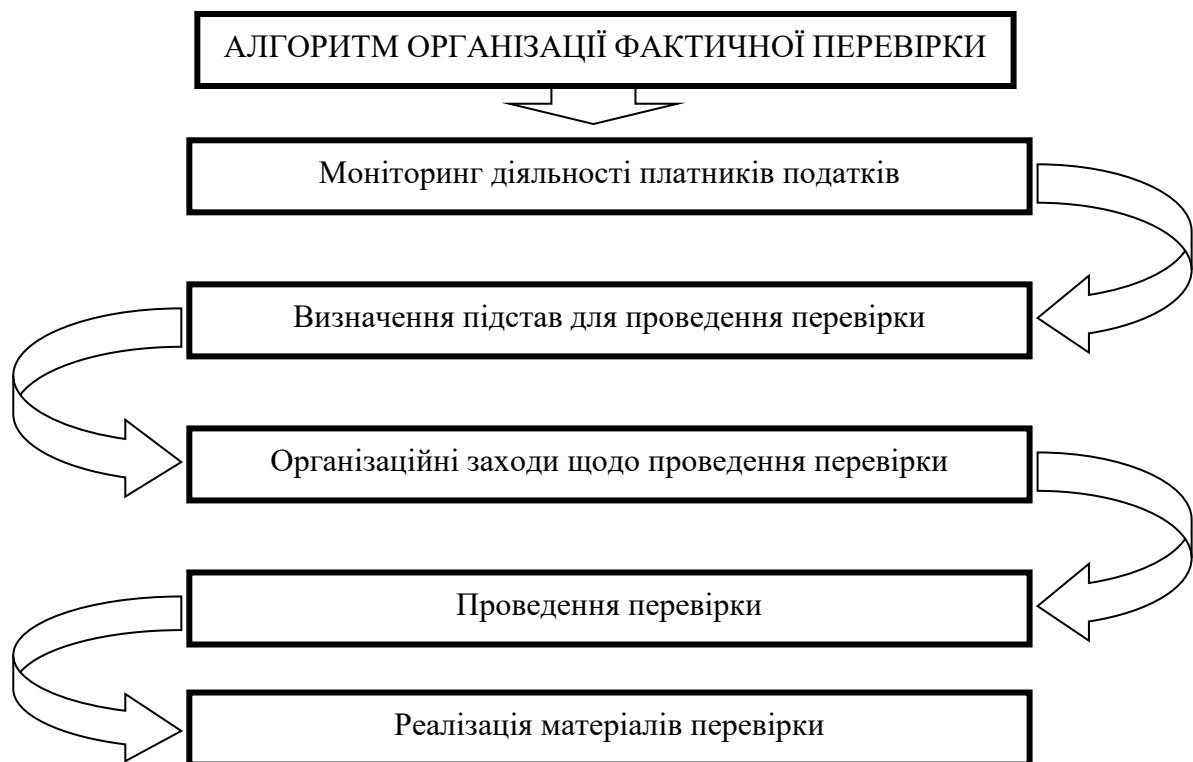 АЛГОРИТМ ОРГАНІЗАЦІЇ ФАКТИЧНОЇ ПЕРЕВІРКИ
Моніторинг діяльності платників податків
Визначення підстав для проведення перевірки
Організаційні заходи щодо проведення перевірки
Проведення перевірки
Реалізація матеріалів перевірки